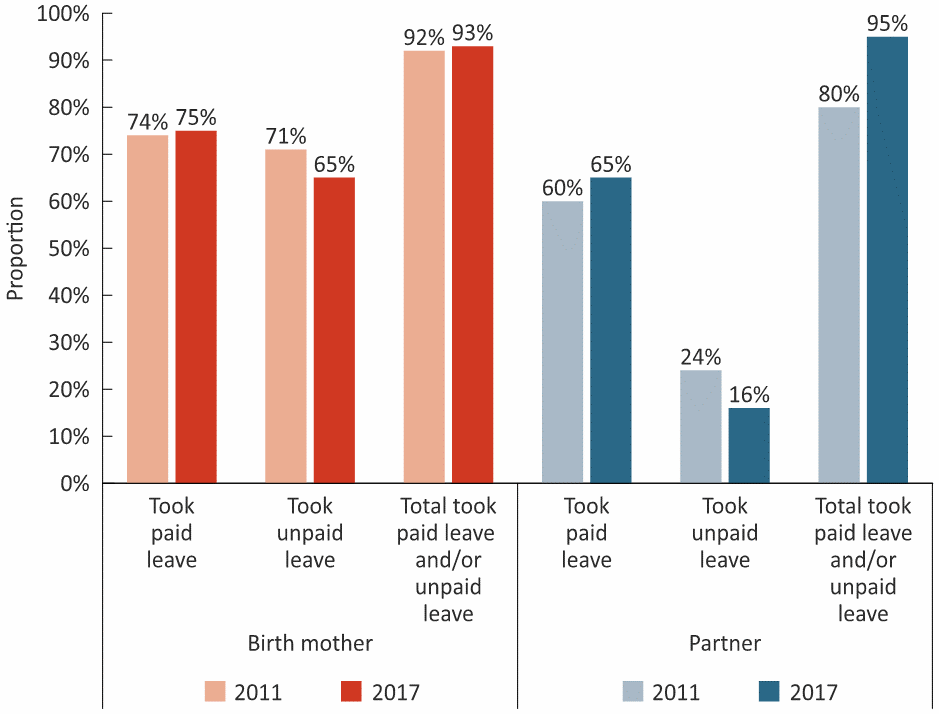 100%
90%
80%
70%
60%
50%
40%
30%
20%
10%
0%
Proportion
74%
75%
71%
65%
92%
93%
60%
65%
24%
16%
80%
95%
Took
paid
leave
Took
unpaid
leave
Total took
paid leave
and/or
unpaid
leave
Took
paid
leave
Took
unpaid
leave
Total took
paid leave
and/or
unpaid
leave
Birth mother
Partner
2011
2017
2011
2017